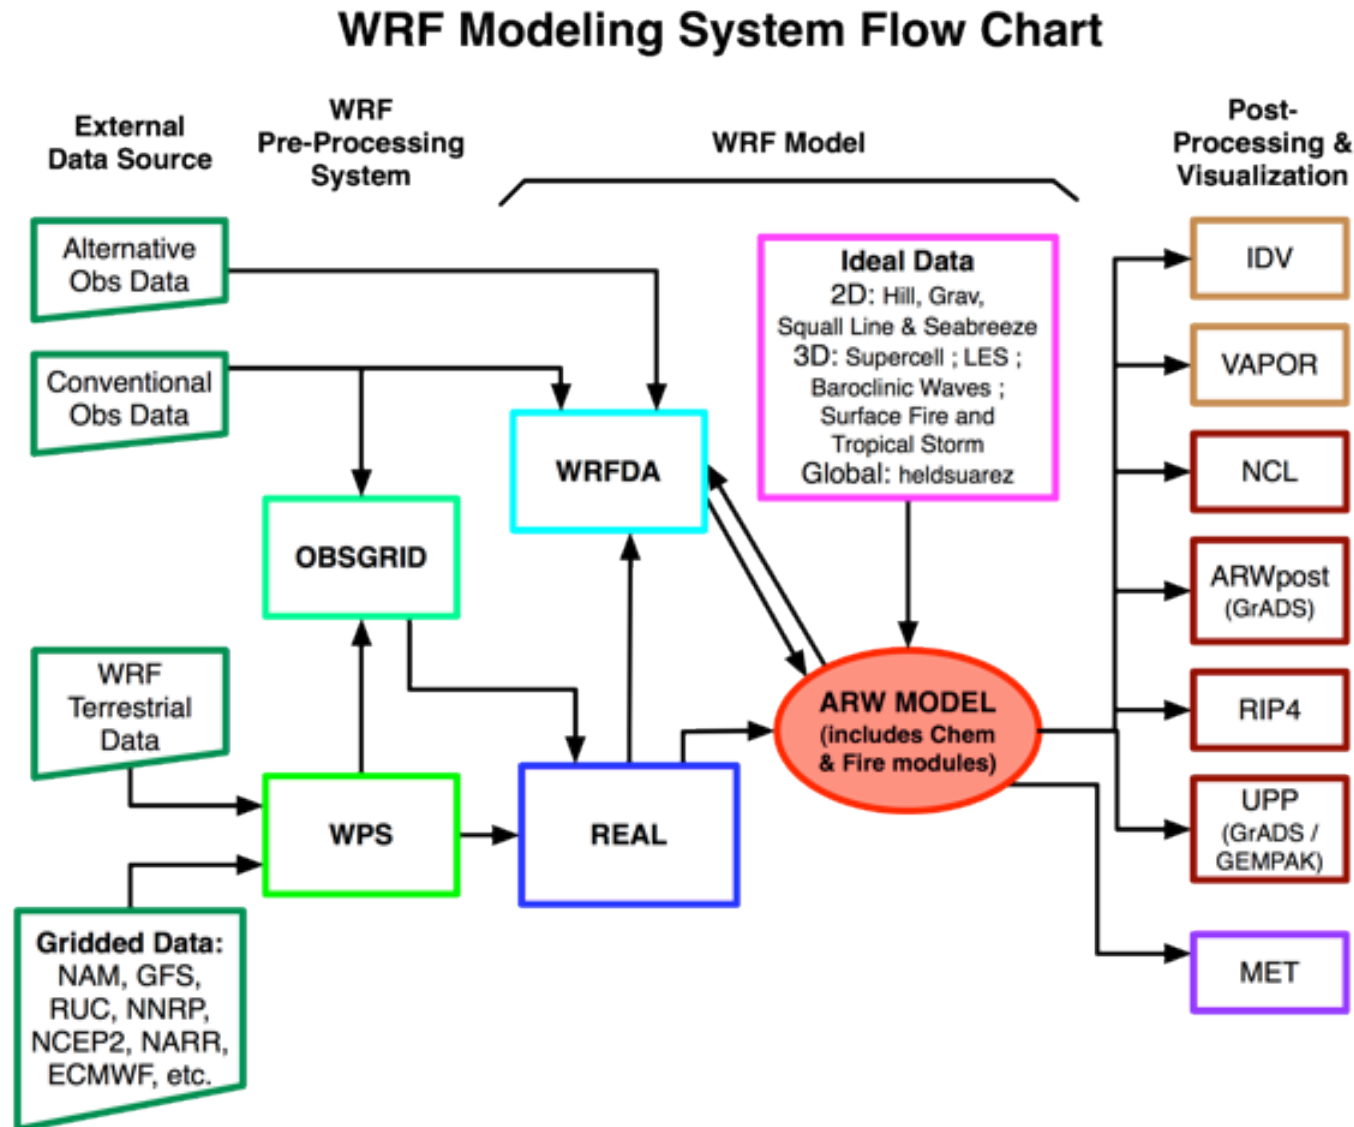 WRF Modeling System Flow Chart
External
Data Source
WRF
Pre-Processing
System
WRF Model
Post-
Processing &
Visualization
Alternative
Obs Data
Conventional
Obs Data
WRF
Terrestrial
Data
Gridded Data:
NAM, GFS,
RUC, NNRP,
NCEP2, NARR,
ECMWF, etc.
OBSGRID
WPS
WRFDA
REAL
Ideal Data
2D: Hill, Grav,
Squall Line & Seabreeze
3D: Supercell ; LES ;
Baroclinic Waves ;
Surface Fire and
Tropical Storm
Global: heldsuarez
ARW MODEL
(includes Chem
& Fire modules)
IDV
VAPOR
NCL
ARWpost
(GrADS)
RIP4
UPP
(GrADS /
GEMPAK)
MET